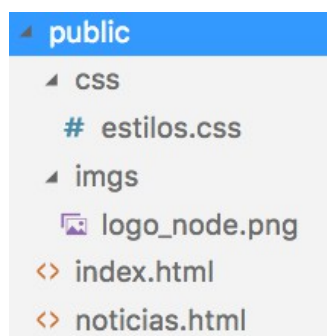 public
css
# estilos.css
imgs
logo_node.png
<> index.html
<> noticias.html